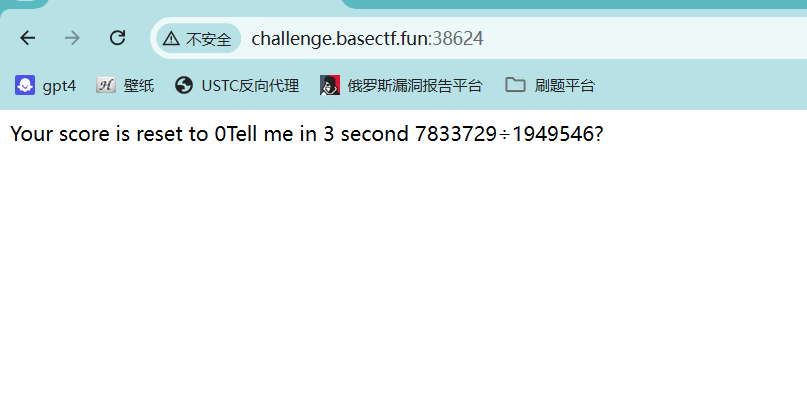 不安全 challenge.basectf.fun:38624
gpt4 壁纸 USTC反向代理 俄罗斯漏洞报告平台 刷题平台
Your score is reset to 0Tell me in 3 second 7833729÷1949546?